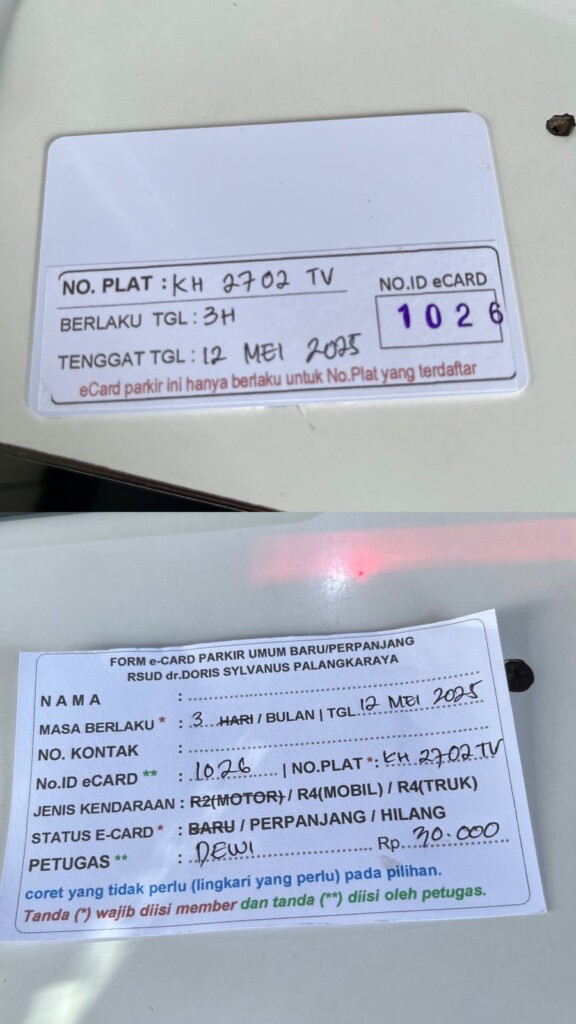 NO. PLAT : KH 2702 TV
NO.ID eCARD
BERLAKU TGL : 3H
1026
TENGGAT TGL : 12 MEI 2025
eCard parkir ini hanya berlaku untuk No.Plat yang terdaftar
FORM e-CARD PARKIR UMUM BARU/PERPANJANG
RSUD dr.DORIS SYLVANUS PALANGKARAYA
NAMA :
MASA BERLAKU * : 3 HARI / BULAN | TGL 12 MEI 2025
NO. KONTAK :
No.ID eCARD ** : 1026 | NO.PLAT * : KH 2702 TV
JENIS KENDARAAN : R2(MOTOR) / R4(MOBIL) / R4(TRUK)
STATUS E-CARD * : BARU / PERPANJANG / HILANG
PETUGAS ** : DEWI Rp. 30.000
coret yang tidak perlu (lingkari yang perlu) pada pilihan.
Tanda (*) wajib diisi member dan tanda (**) diisi oleh petugas.